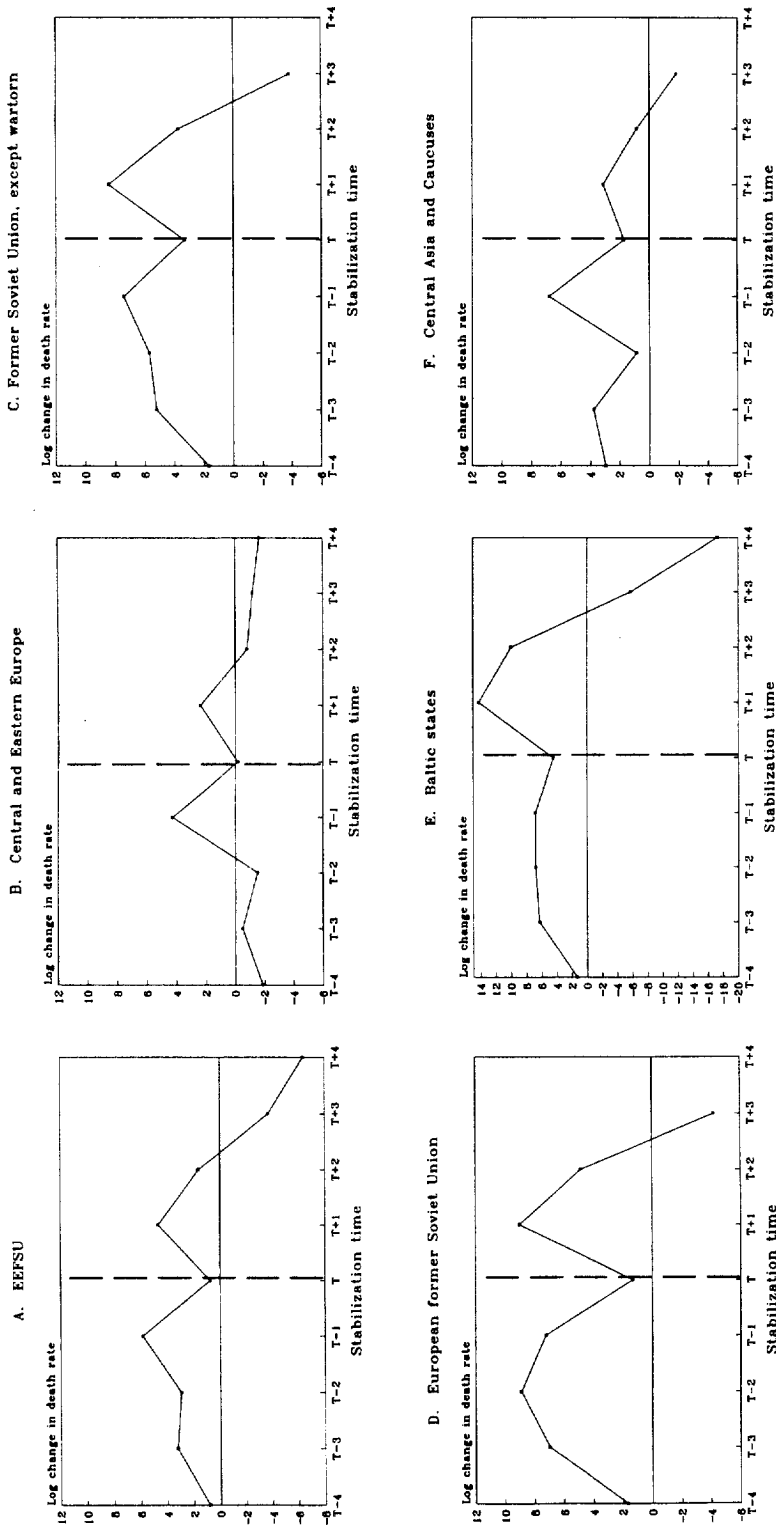 A. EEFSU
Log change in death rate
12
10
8
6
4
2
0
-2
-4
-6
-8
T-4 T-3 T-2 T-1 T T+1 T+2 T+3 T+4
Stabilization time
B. Central and Eastern Europe
Log change in death rate
12
10
8
6
4
2
0
-2
-4
-6
T-4 T-3 T-2 T-1 T T+1 T+2 T+3 T+4
Stabilization time
C. Former Soviet Union, except wartorn
Log change in death rate
12
10
8
6
4
2
0
-2
-4
-6
T-4 T-3 T-2 T-1 T T+1 T+2 T+3 T+4
Stabilization time
D. European former Soviet Union
Log change in death rate
12
10
8
6
4
2
0
-2
-4
-6
T-4 T-3 T-2 T-1 T T+1 T+2 T+3 T+4
Stabilization time
E. Baltic states
Log change in death rate
14
12
10
8
6
4
2
0
-2
-4
-6
-8
-10
-12
-14
-16
-18
-20
T-4 T-3 T-2 T-1 T T+1 T+2 T+3 T+4
Stabilization time
F. Central Asia and Caucuses
Log change in death rate
12
10
8
6
4
2
0
-2
-4
-6
T-4 T-3 T-2 T-1 T T+1 T+2 T+3 T+4
Stabilization time